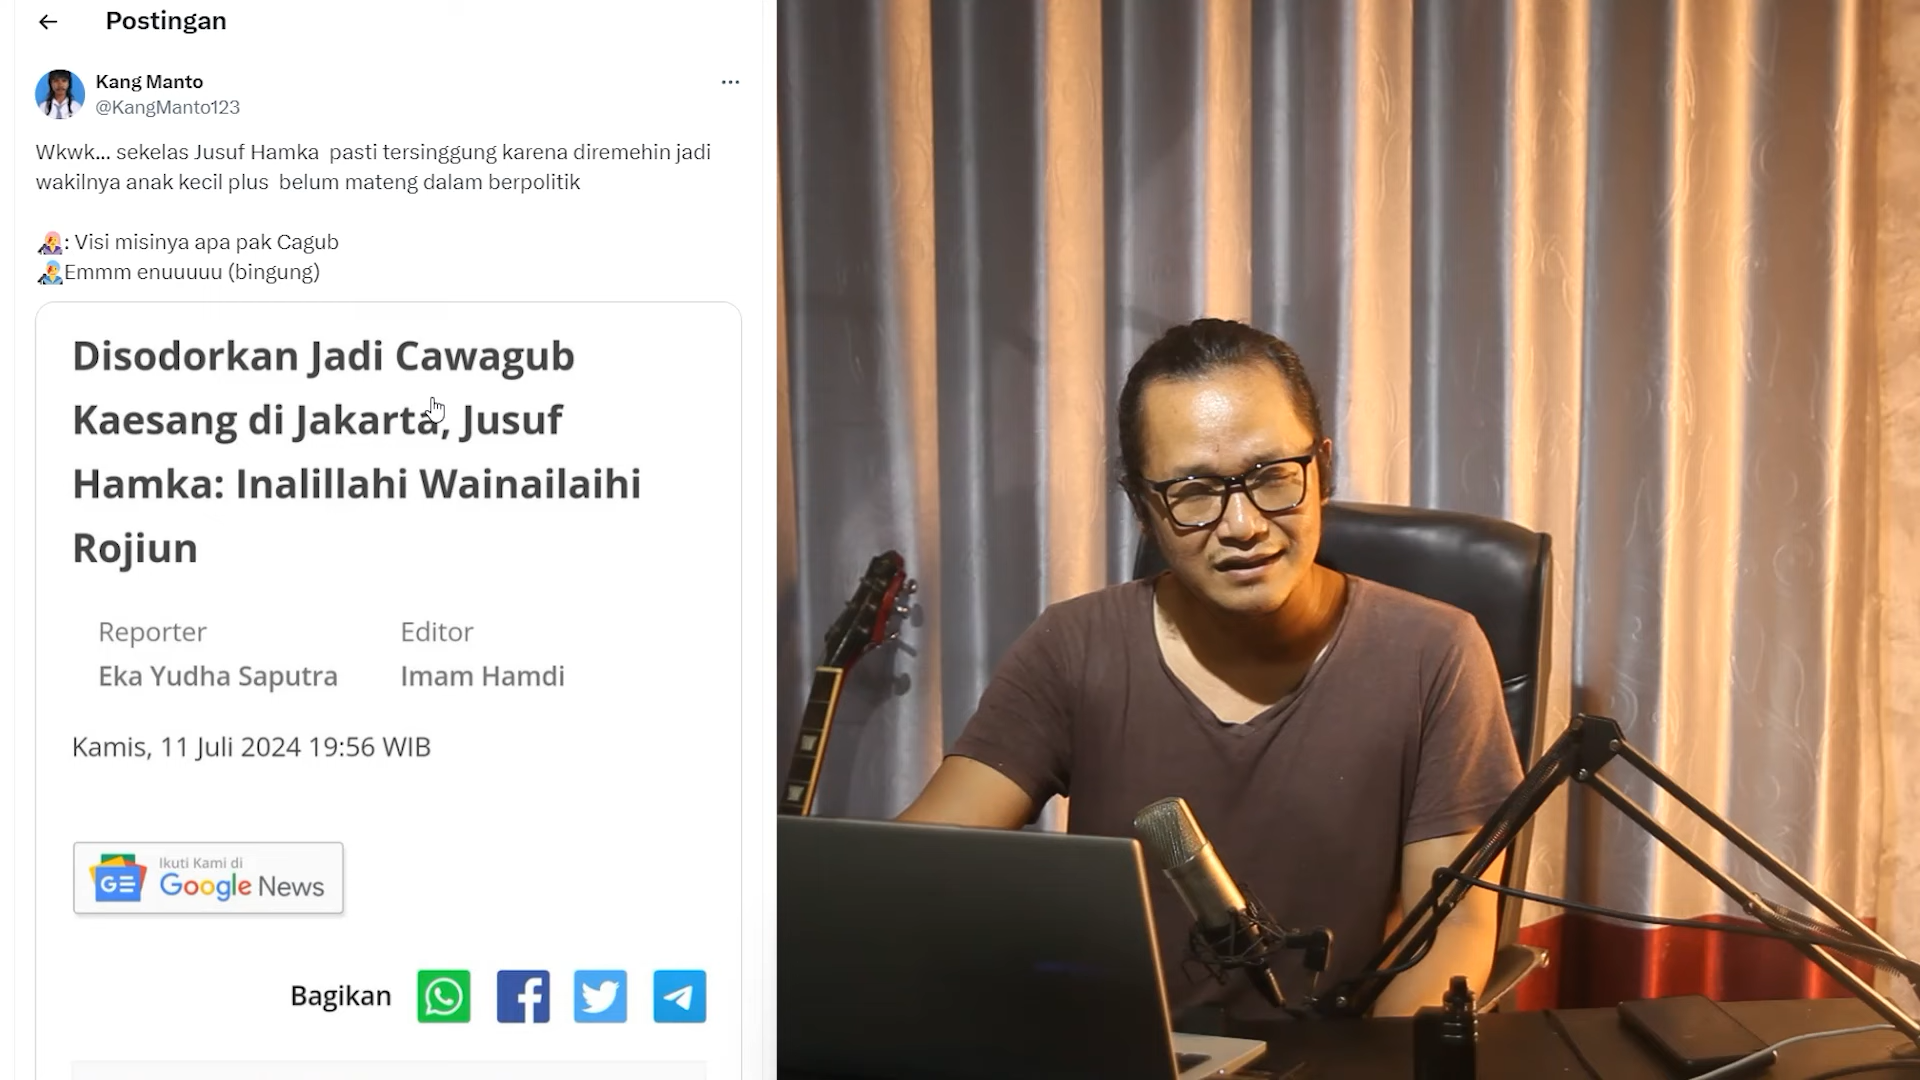 Postingan
Kang Manto
@KangManto123
Wkwk... sekelas Jusuf Hamka pasti tersinggung karena diremehin jadi
wakilnya anak kecil plus belum mateng dalam berpolitik
: Visi misinya apa pak Cagub
Emmm enuuuuu (bingung)
Disodorkan Jadi Cawagub
Kaesang di Jakarta, Jusuf
Hamka: Inalillahi Wainailaihi
Rojiun
Reporter
Eka Yudha Saputra
Editor
Imam Hamdi
Kamis, 11 Juli 2024 19:56 WIB
GE
Ikuti Kami di
Google News
Bagikan